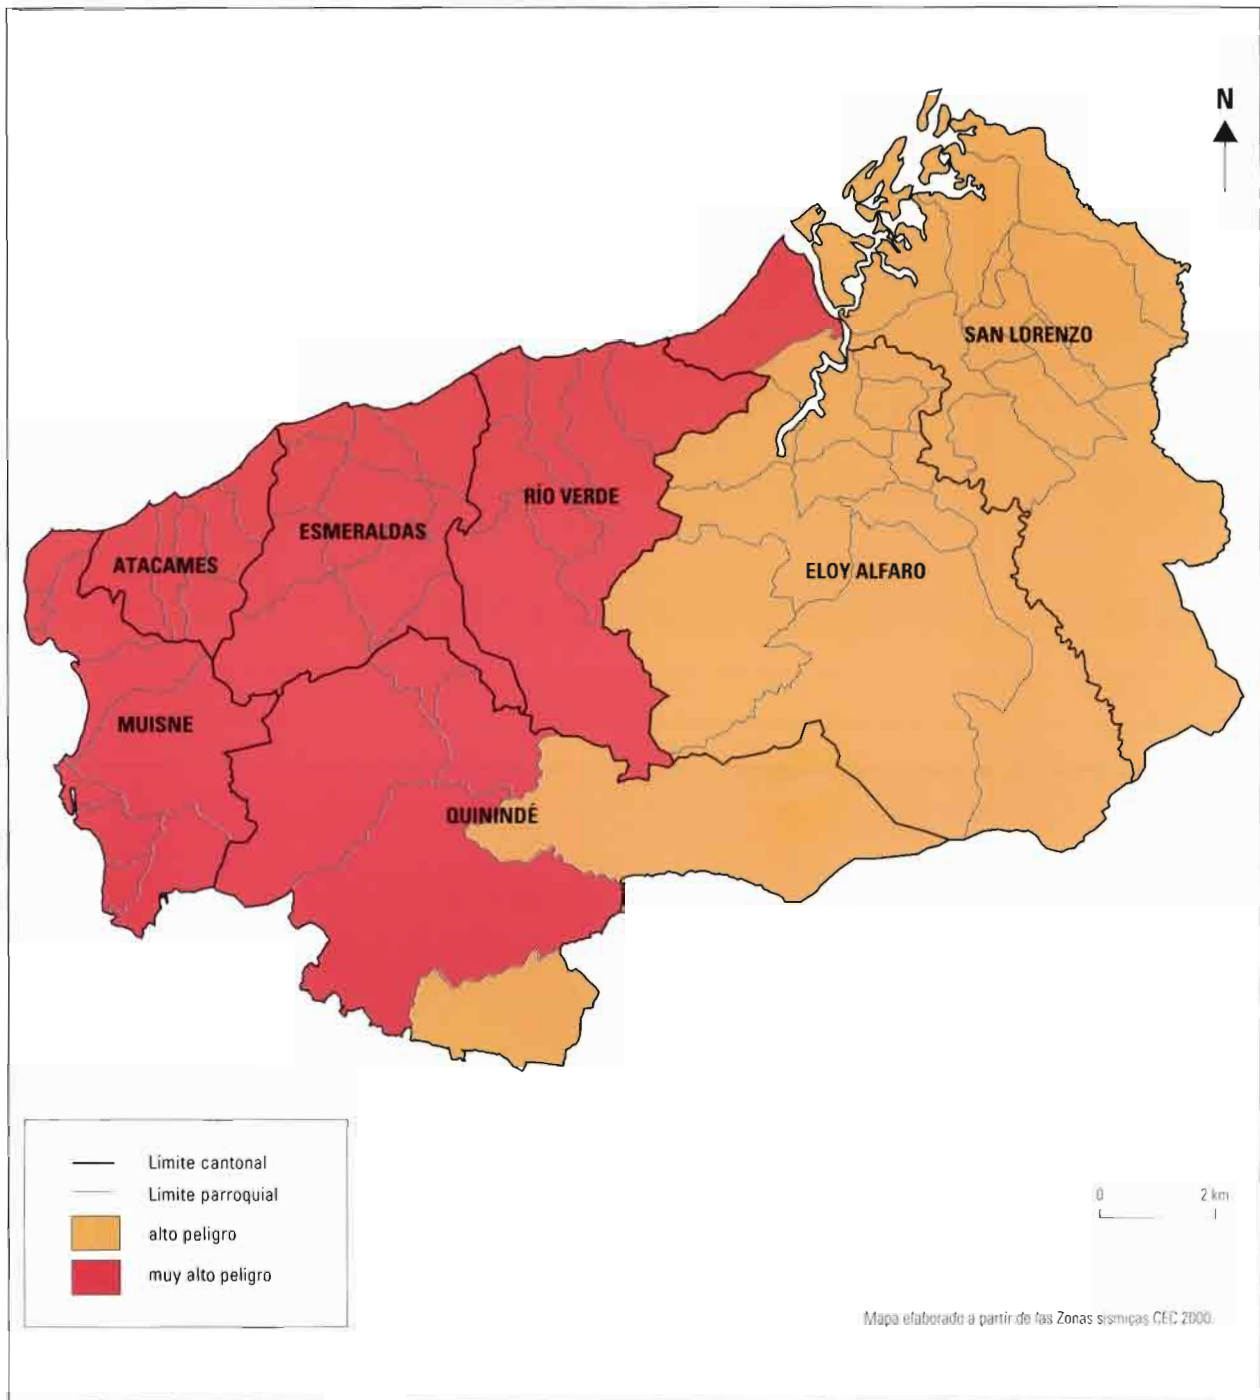 N
SAN LORENZO
RÍO VERDE
ESMERALDAS
ATACAMES
ELOY ALFARO
MUISNE
QUININDÉ
Límite cantonal
Límite parroquial
alto peligro
muy alto peligro
0 2 km
Mapa elaborado a partir de las Zonas sísmicas CEC 2000.